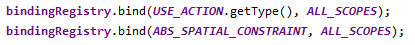 bindingRegistry.bind(USE_ACTION.getType(), ALL_SCOPES);
bindingRegistry.bind(ABS_SPATIAL_CONSTRAINT, ALL_SCOPES);